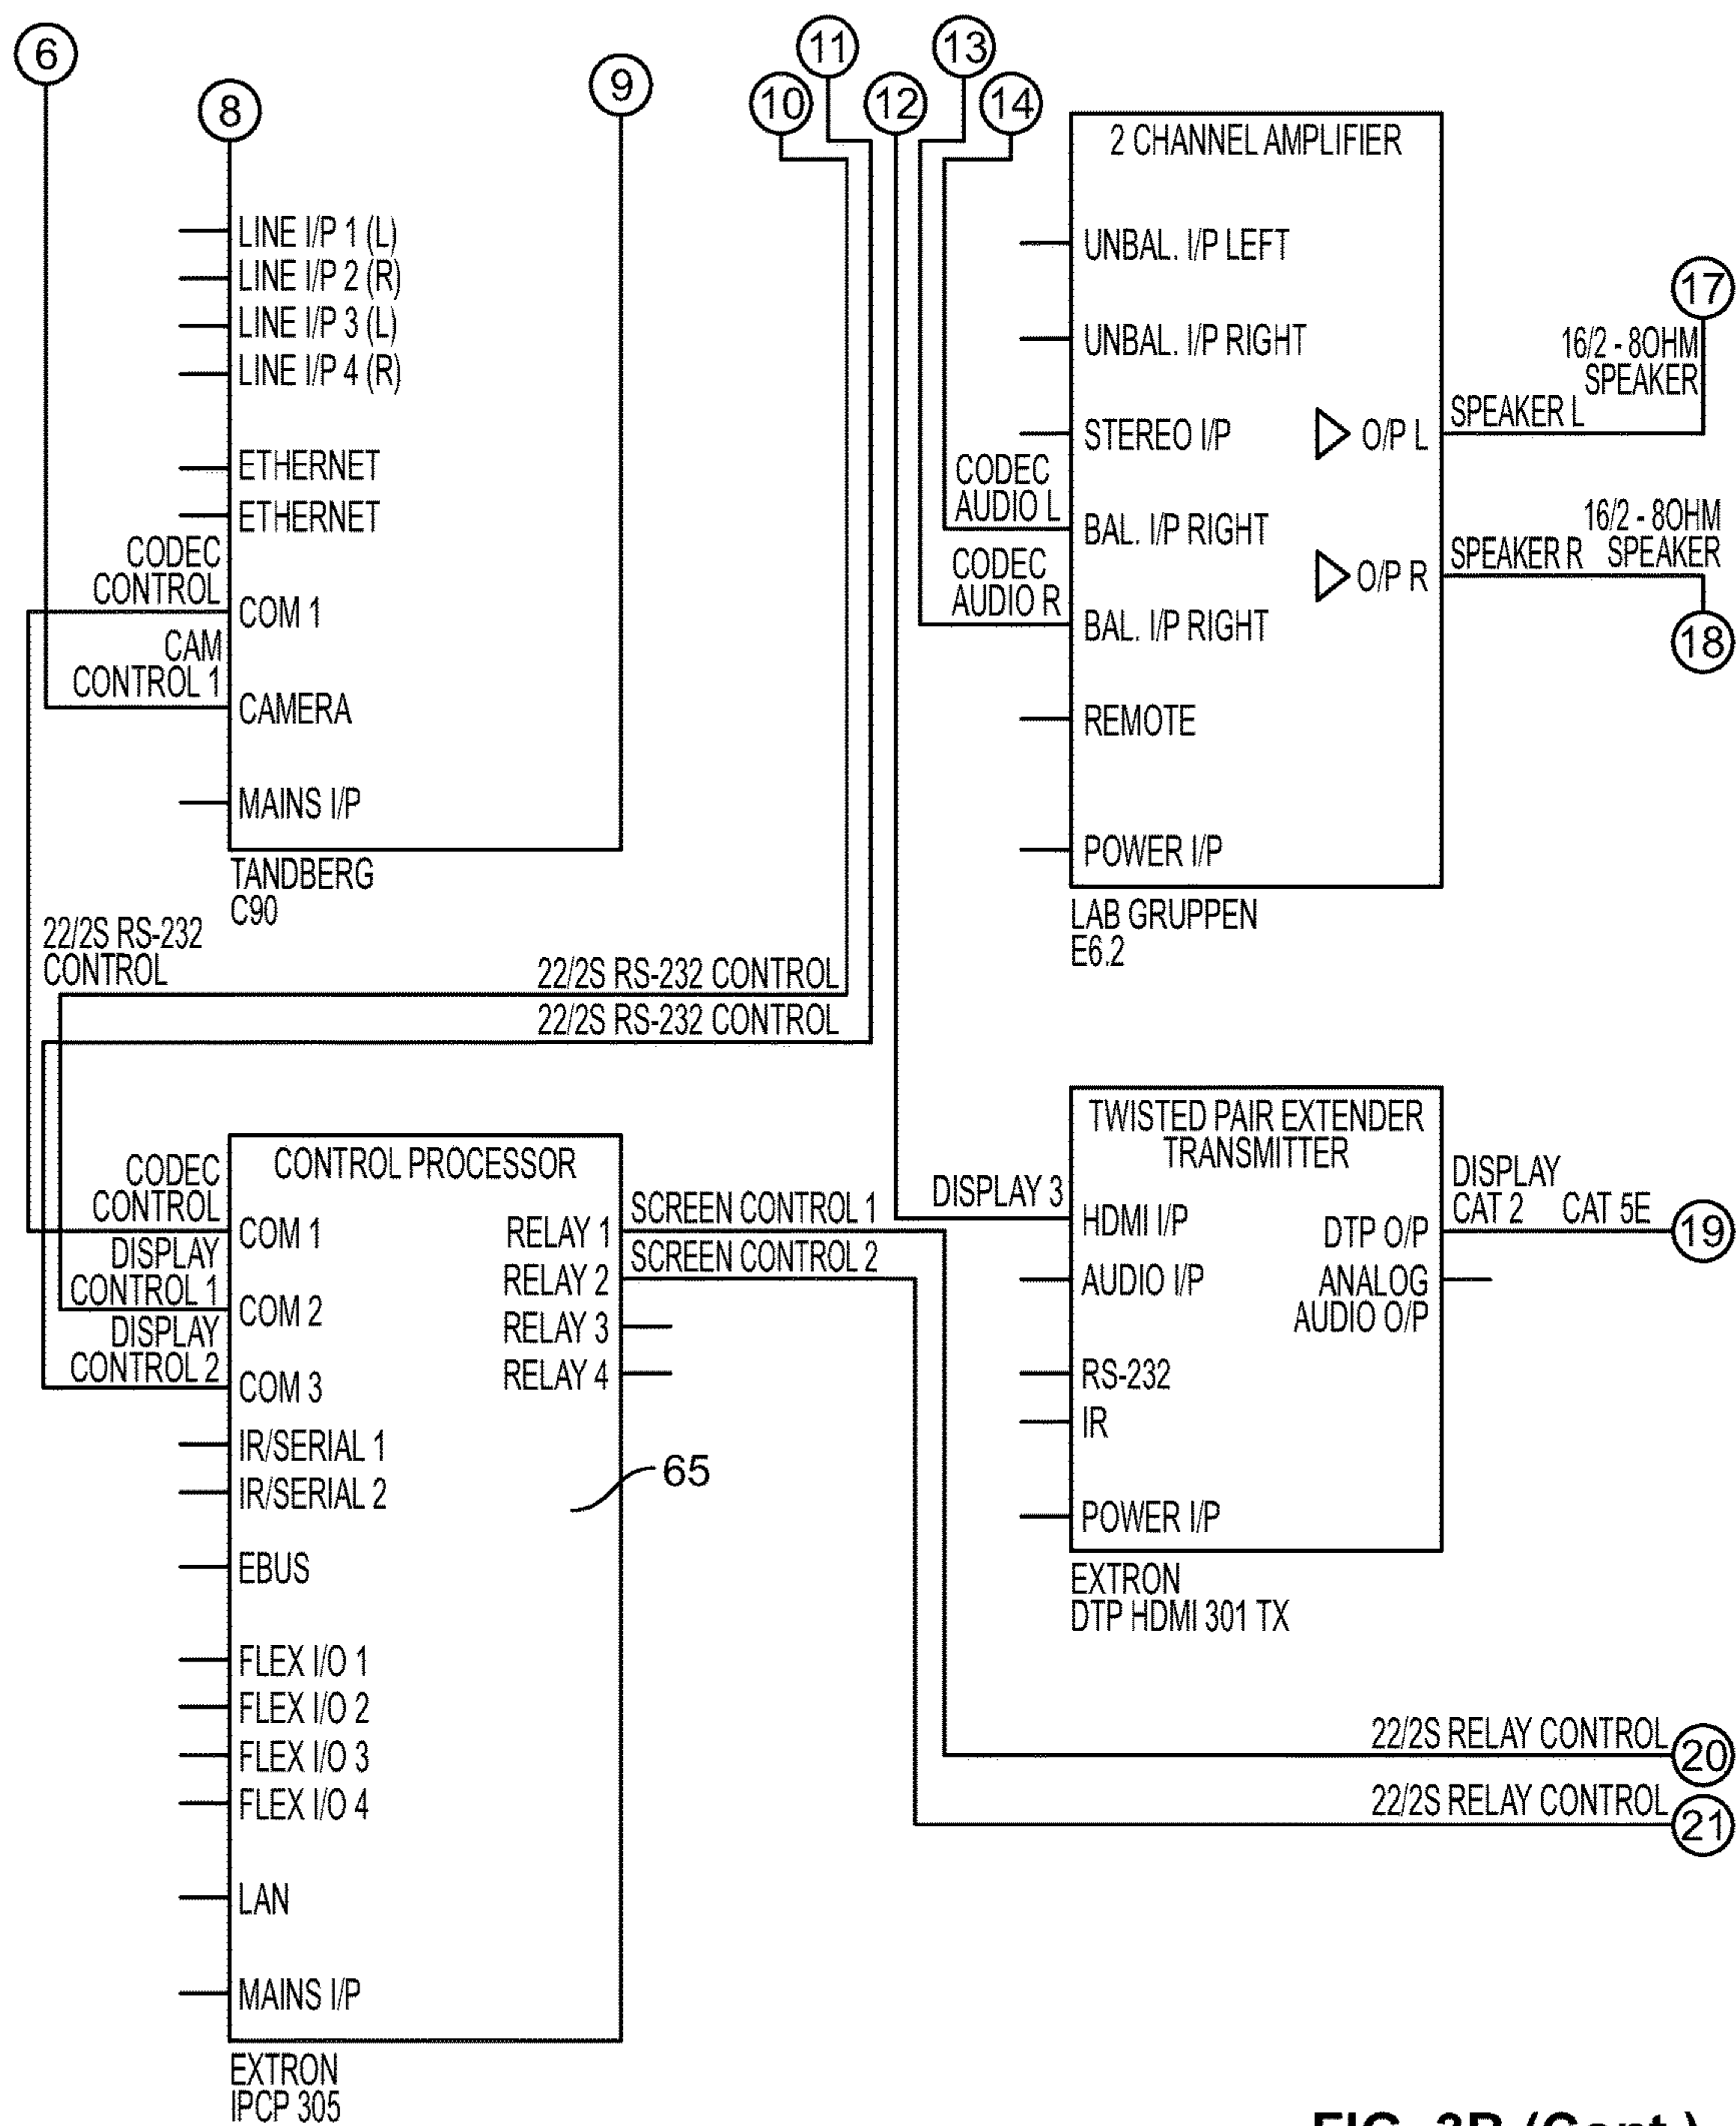 6
8
9
10
11
12
13
14
LINE I/P 1 (L)
LINE I/P 2 (R)
LINE I/P 3 (L)
LINE I/P 4 (R)
ETHERNET
ETHERNET
CODEC
CONTROL
COM 1
CAM
CONTROL 1
CAMERA
MAINS I/P
TANDBERG
C90
22/2S RS-232
CONTROL
22/2S RS-232 CONTROL
22/2S RS-232 CONTROL
2 CHANNEL AMPLIFIER
UNBAL. I/P LEFT
UNBAL. I/P RIGHT
STEREO I/P
CODEC
AUDIO L
BAL. I/P RIGHT
CODEC
AUDIO R
BAL. I/P RIGHT
REMOTE
POWER I/P
O/P L
O/P R
SPEAKER L
16/2 - 8OHM
SPEAKER
17
SPEAKER R
16/2 - 8OHM
SPEAKER
18
LAB GRUPPEN
E6.2
CONTROL PROCESSOR
CODEC
CONTROL
COM 1
DISPLAY
CONTROL 1
COM 2
DISPLAY
CONTROL 2
COM 3
IR/SERIAL 1
IR/SERIAL 2
EBUS
FLEX I/O 1
FLEX I/O 2
FLEX I/O 3
FLEX I/O 4
LAN
MAINS I/P
RELAY 1
RELAY 2
RELAY 3
RELAY 4
SCREEN CONTROL 1
SCREEN CONTROL 2
65
EXTRON
IPCP 305
TWISTED PAIR EXTENDER
TRANSMITTER
DISPLAY 3
HDMI I/P
AUDIO I/P
RS-232
IR
POWER I/P
DTP O/P
ANALOG
AUDIO O/P
DISPLAY
CAT 2 CAT 5E
19
EXTRON
DTP HDMI 301 TX
22/2S RELAY CONTROL
20
22/2S RELAY CONTROL
21
FIG. 3B (Cont.)